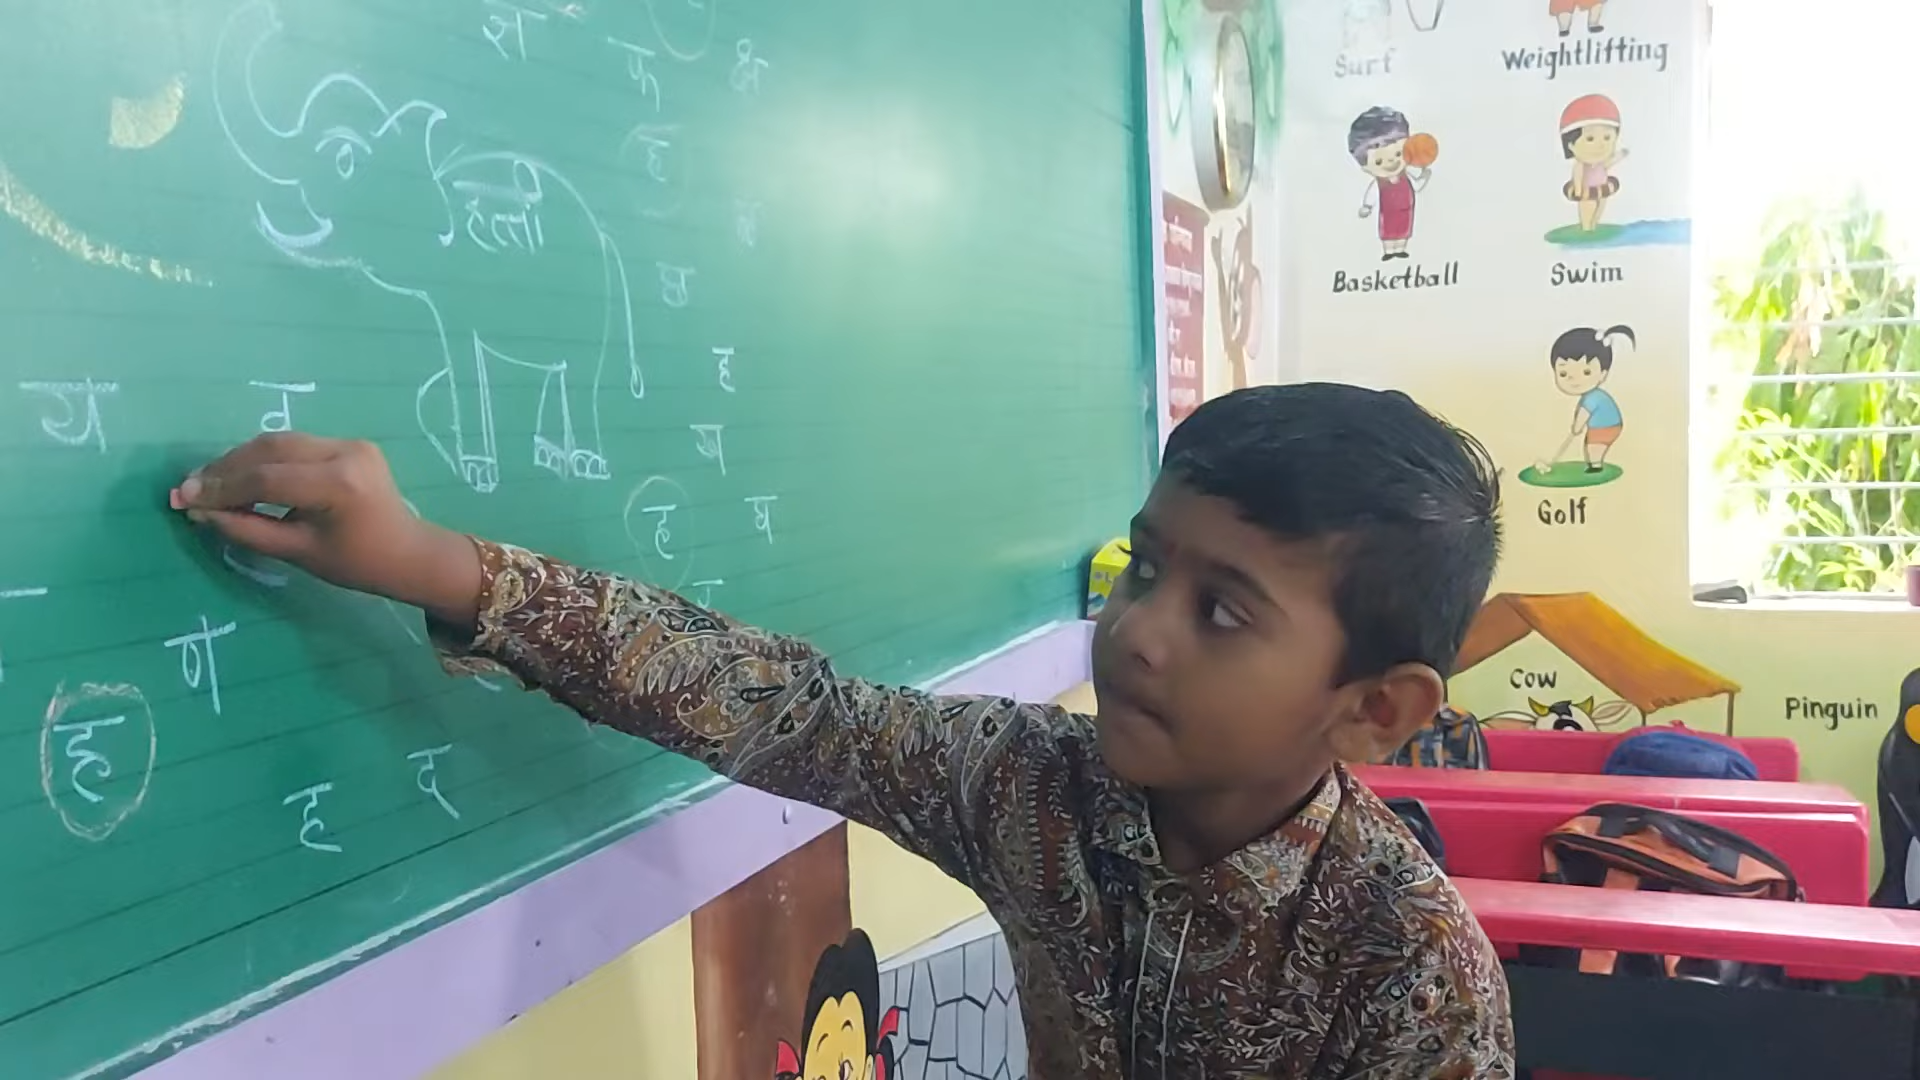 श
फ
क्ष
ह
हत्ती
छ
ह
य
व
ज्ञ
ह
घ
ण
ह
ह
द
Surf
Weightlifting
Basketball
Swim
Golf
Cow
Pinguin